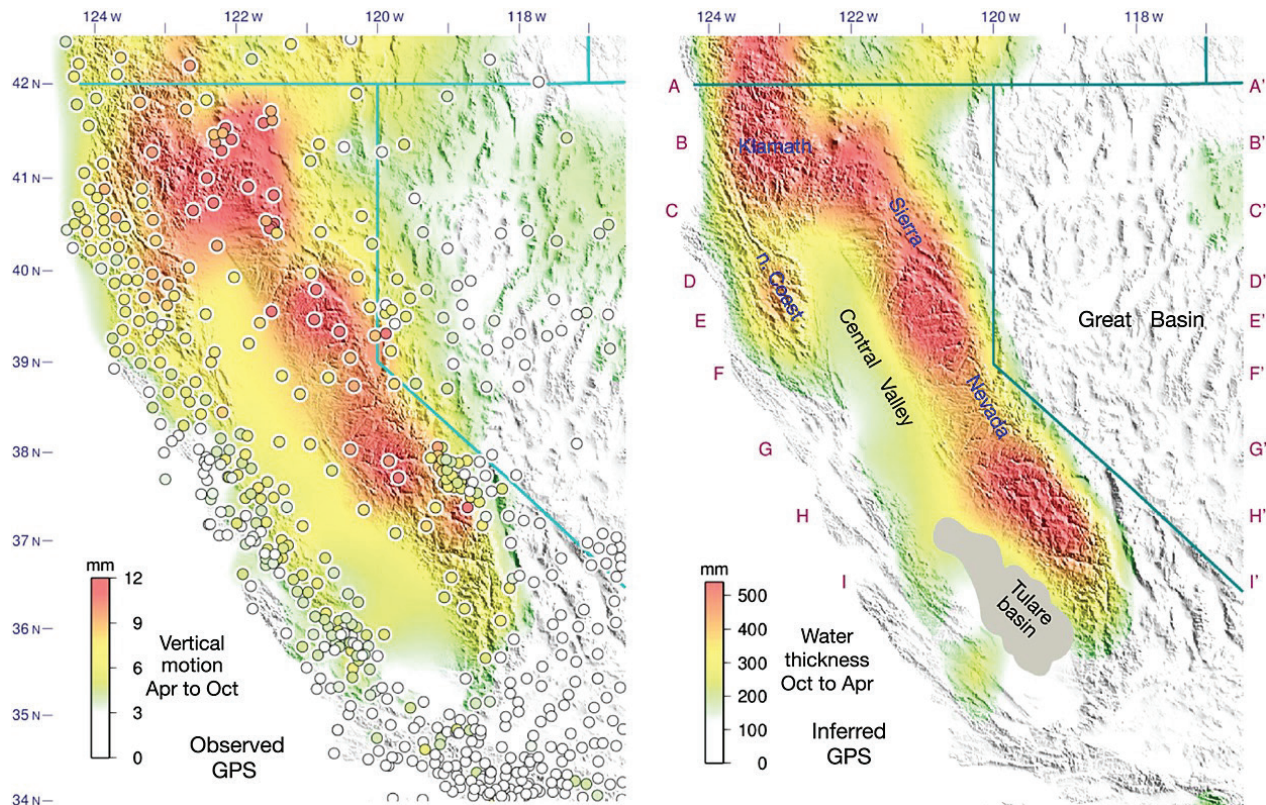 124 W 122 W 120 W 118 W
42 N
41 N
40 N
39 N
38 N
37 N
36 N
35 N
34 N
mm
12
9
6
3
0
Vertical
motion
Apr to Oct
Observed
GPS
124 W 122 W 120 W 118 W
A A'
B B'
C C'
D D'
E E'
F F'
G G'
H H'
I I'
Klamath
Sierra
Nevada
n. Coast
Central Valley
Great Basin
Tulare
basin
mm
500
400
300
200
100
0
Water
thickness
Oct to Apr
Inferred
GPS